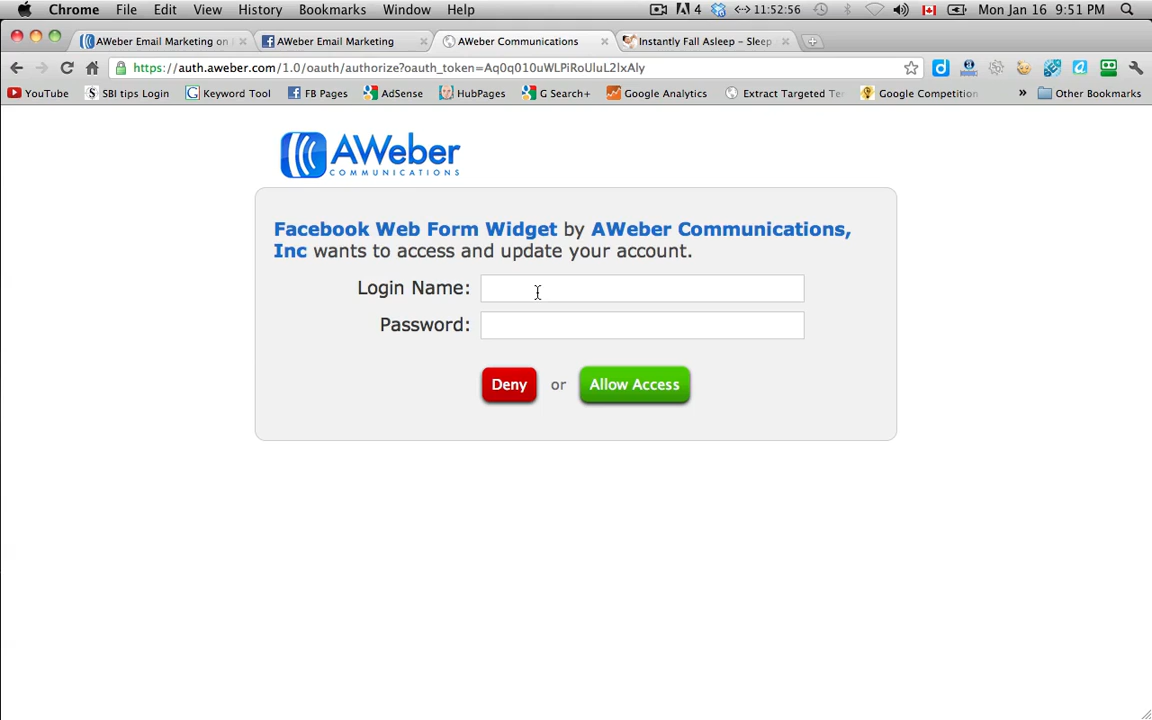 Chrome File Edit View History Bookmarks Window Help 4 11:52:56 Mon Jan 16 9:51 PM
AWeber Email Marketing on AWeber Email Marketing AWeber Communications Instantly Fall Asleep – Sleep
https://auth.aweber.com/1.0/oauth/authorize?oauth_token=Aq0q010uWLPiRoUluL2lxAly
YouTube SBI tips Login Keyword Tool FB Pages AdSense HubPages G Search+ Google Analytics Extract Targeted Te Google Competition » Other Bookmarks
AWeber
COMMUNICATIONS
Facebook Web Form Widget by AWeber Communications,
Inc wants to access and update your account.
Login Name:
Password:
Deny or Allow Access